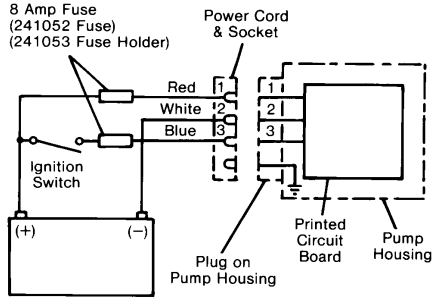 8 Amp Fuse
(241052 Fuse)
(241053 Fuse Holder)
Power Cord
& Socket
Red
1
1
White
2
2
Blue
3
3
Ignition
Switch
(+)
(−)
Plug on
Pump Housing
Printed
Circuit
Board
Pump
Housing